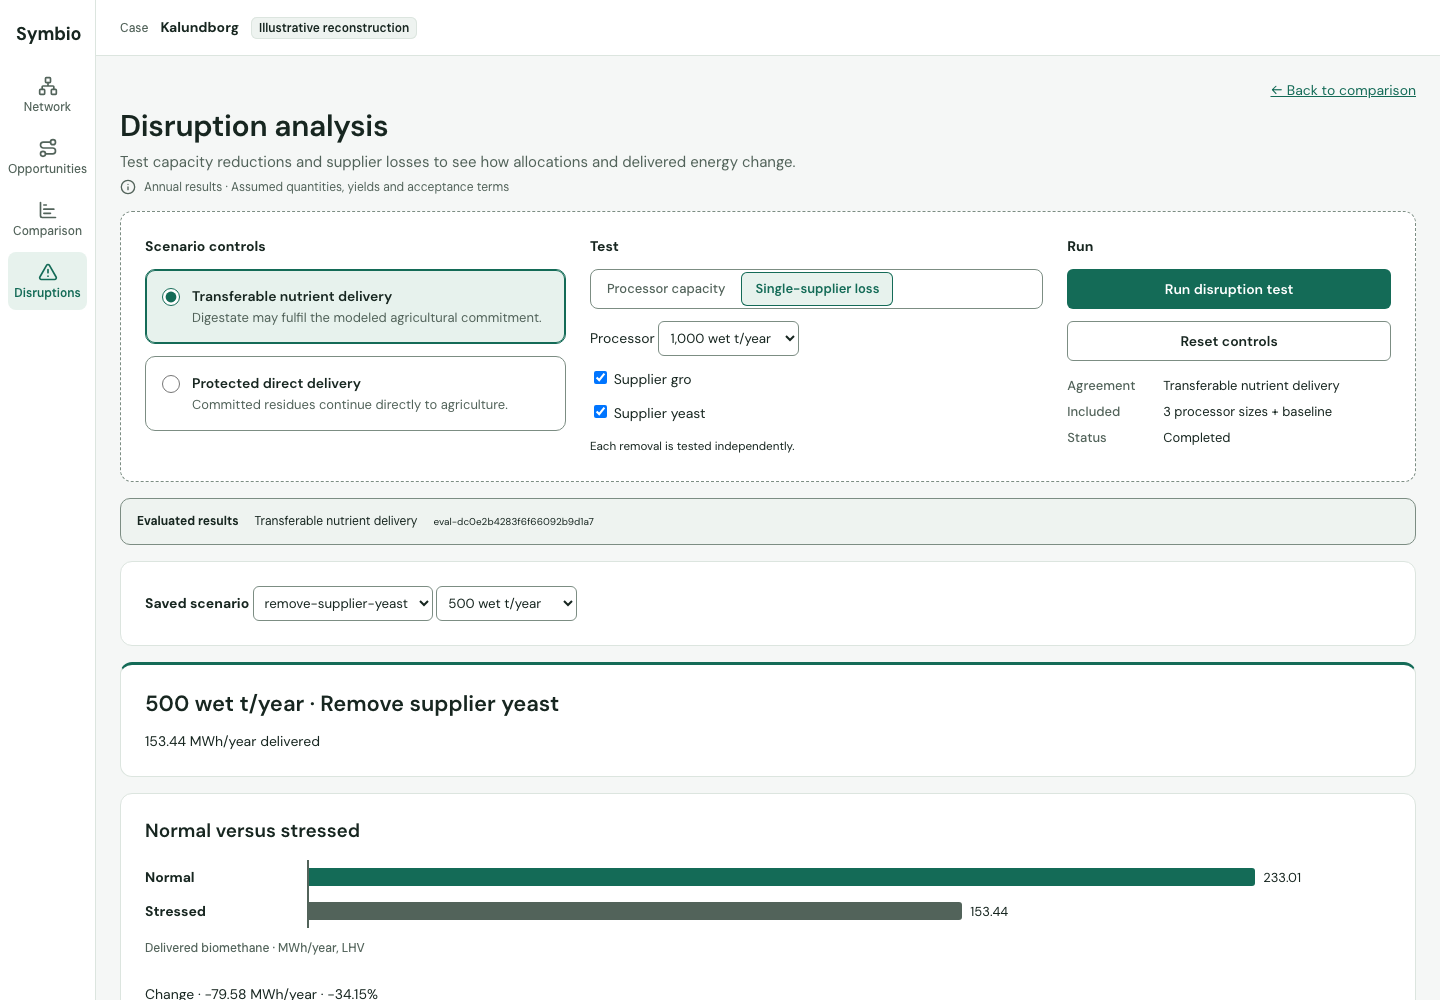 Symbio
Network
Opportunities
Comparison
Disruptions
Case Kalundborg Illustrative reconstruction
← Back to comparison
Disruption analysis
Test capacity reductions and supplier losses to see how allocations and delivered energy change.
Annual results · Assumed quantities, yields and acceptance terms
Scenario controls
Transferable nutrient delivery
Digestate may fulfil the modeled agricultural commitment.
Protected direct delivery
Committed residues continue directly to agriculture.
Test
Processor capacity Single-supplier loss
Processor 1,000 wet t/year
Supplier gro
Supplier yeast
Each removal is tested independently.
Run
Run disruption test
Reset controls
Agreement Transferable nutrient delivery
Included 3 processor sizes + baseline
Status Completed
Evaluated results Transferable nutrient delivery eval-dc0e2b4283f6f66092b9d1a7
Saved scenario remove-supplier-yeast 500 wet t/year
500 wet t/year · Remove supplier yeast
153.44 MWh/year delivered
Normal versus stressed
Normal 233.01
Stressed 153.44
Delivered biomethane · MWh/year, LHV
Change · -79.58 MWh/year · -34.15%